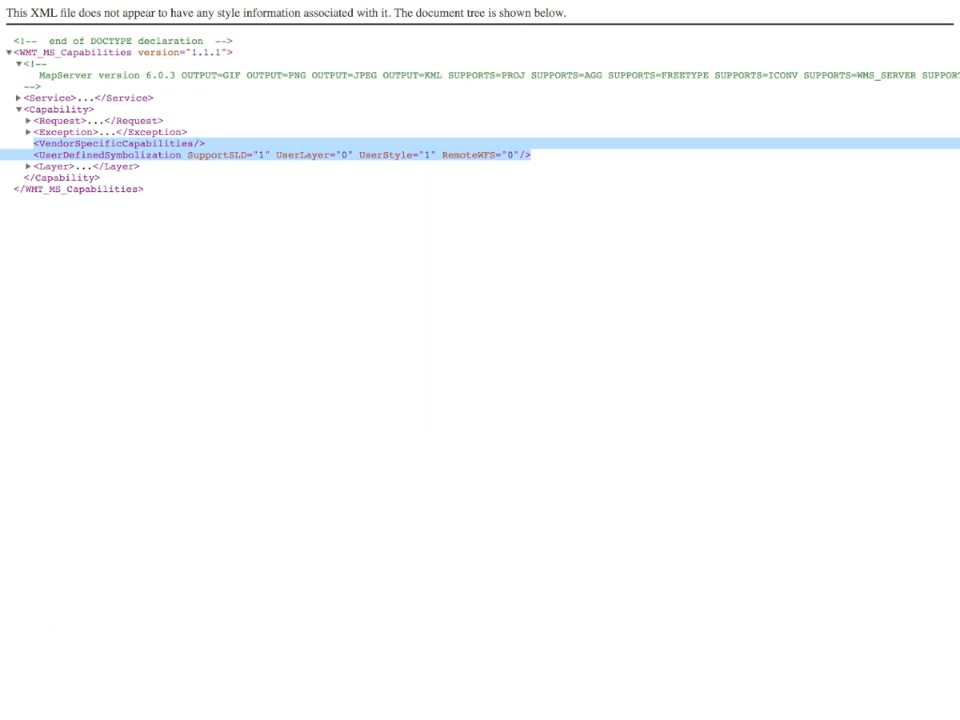 This XML file does not appear to have any style information associated with it. The document tree is shown below.
<!-- end of DOCTYPE declaration -->
▼<WMT_MS_Capabilities version="1.1.1">
▼<!--
MapServer version 6.0.3 OUTPUT=GIF OUTPUT=PNG OUTPUT=JPEG OUTPUT=KML SUPPORTS=PROJ SUPPORTS=AGG SUPPORTS=FREETYPE SUPPORTS=ICONV SUPPORTS=WMS_SERVER SUPPORT
-->
▶<Service>...</Service>
▼<Capability>
▶<Request>...</Request>
▶<Exception>...</Exception>
<VendorSpecificCapabilities/>
<UserDefinedSymbolization SupportSLD="1" UserLayer="0" UserStyle="1" RemoteWFS="0"/>
▶<Layer>...</Layer>
</Capability>
</WMT_MS_Capabilities>